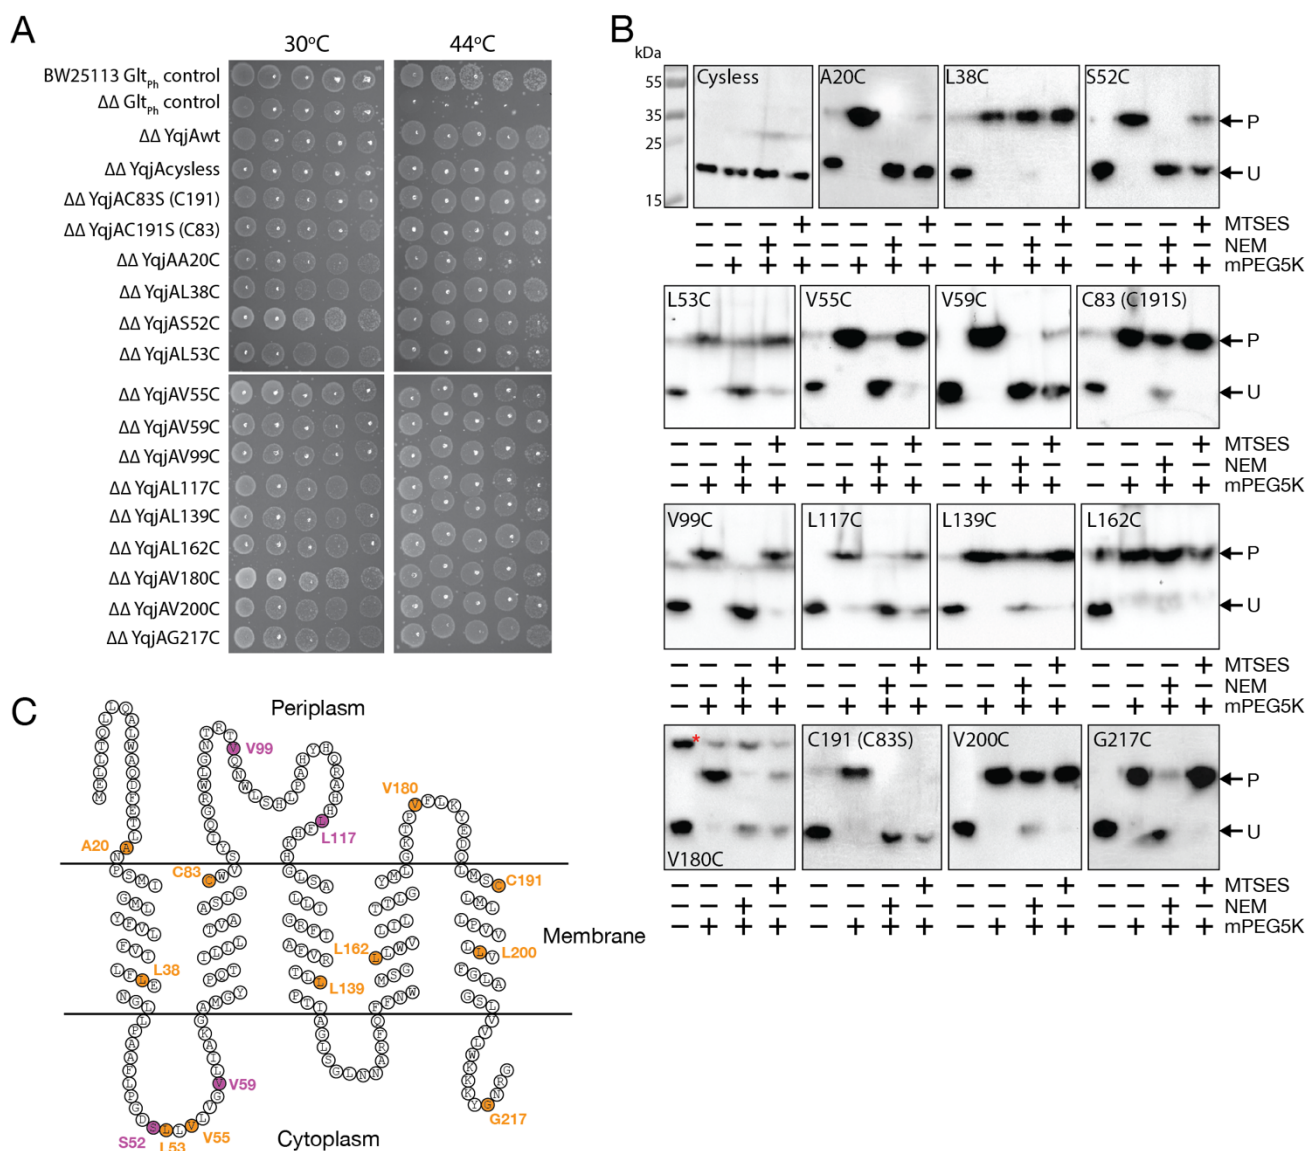 A
30°C 44°C
BW25113 GltPh control
ΔΔ GltPh control
ΔΔ YqjAwt
ΔΔ YqjAcysless
ΔΔ YqjAC83S (C191)
ΔΔ YqjAC191S (C83)
ΔΔ YqjAA20C
ΔΔ YqjAL38C
ΔΔ YqjAS52C
ΔΔ YqjAL53C
ΔΔ YqjAV55C
ΔΔ YqjAV59C
ΔΔ YqjAV99C
ΔΔ YqjAL117C
ΔΔ YqjAL139C
ΔΔ YqjAL162C
ΔΔ YqjAV180C
ΔΔ YqjAV200C
ΔΔ YqjAG217C
B
kDa
55
35
25
15
Cysless A20C L38C S52C
P
U
− − − + − − − + − − − + − − − + MTSES
− − + − − − + − − − + − − − + − NEM
− + + + − + + + − + + + − + + + mPEG5K
L53C V55C V59C C83 (C191S)
P
U
− − − + − − − + − − − + − − − + MTSES
− − + − − − + − − − + − − − + − NEM
− + + + − + + + − + + + − + + + mPEG5K
V99C L117C L139C L162C
P
U
− − − + − − − + − − − + − − − + MTSES
− − + − − − + − − − + − − − + − NEM
− + + + − + + + − + + + − + + + mPEG5K
*
C191 (C83S) V200C G217C
P
U
V180C
− − − + − − − + − − − + − − − + MTSES
− − + − − − + − − − + − − − + − NEM
− + + + − + + + − + + + − + + + mPEG5K
C
Periplasm
V99
V180
L117
A20
C83
C191
L162
L200
Membrane
L38
L139
V59
S52
L53
V55
G217
Cytoplasm